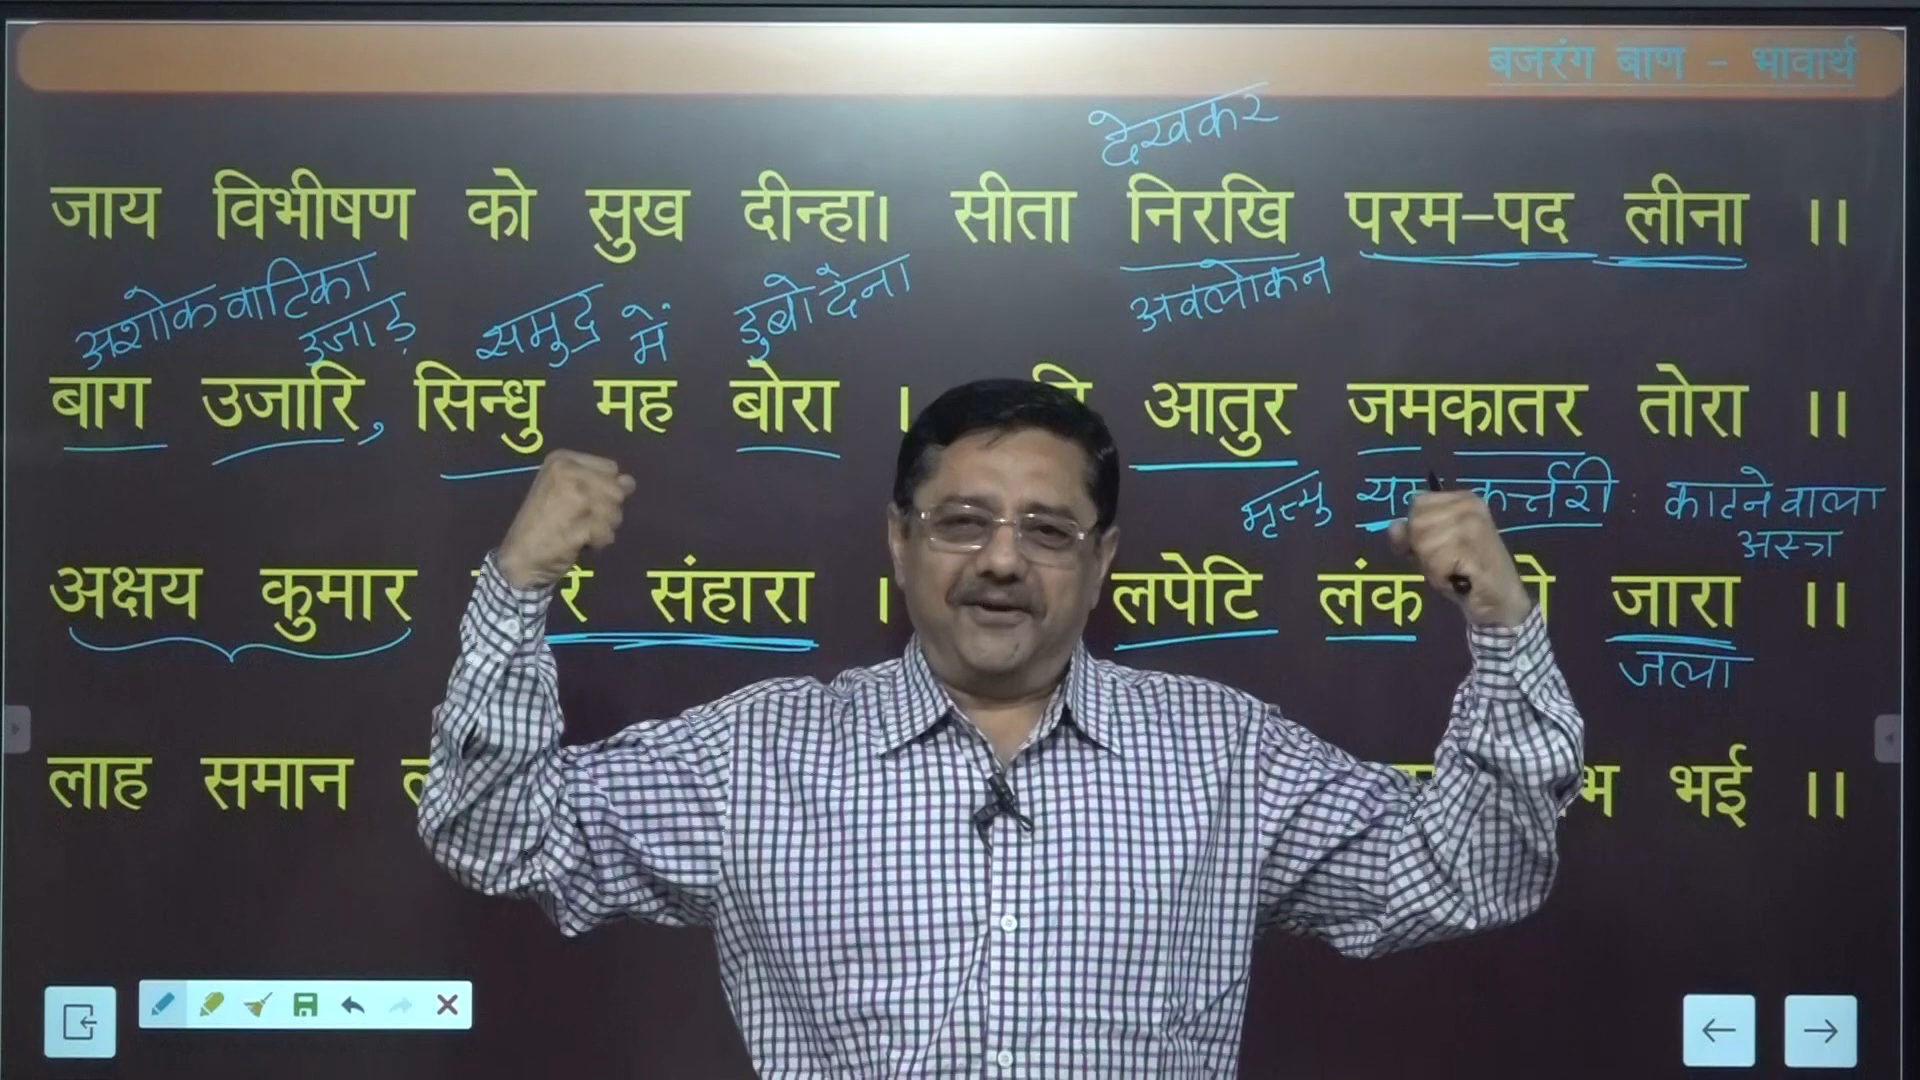 बजरंग बाण - भावार्थ
देखकर
जाय विभीषण को सुख दीन्हा। सीता निरखि परम-पद लीना ।।
अशोक वाटिका उजाड़ समुद्र में डुबो देना अवलोकन
बाग उजारि, सिन्धु मह बोरा । आतुर जमकातर तोरा ।।
मृत्यु कर्त्तरी : काटने वाला
अस्त्र
अक्षय कुमार संहारा । लपेटि लंक जारा ।।
जला
लाह समान भई ।।